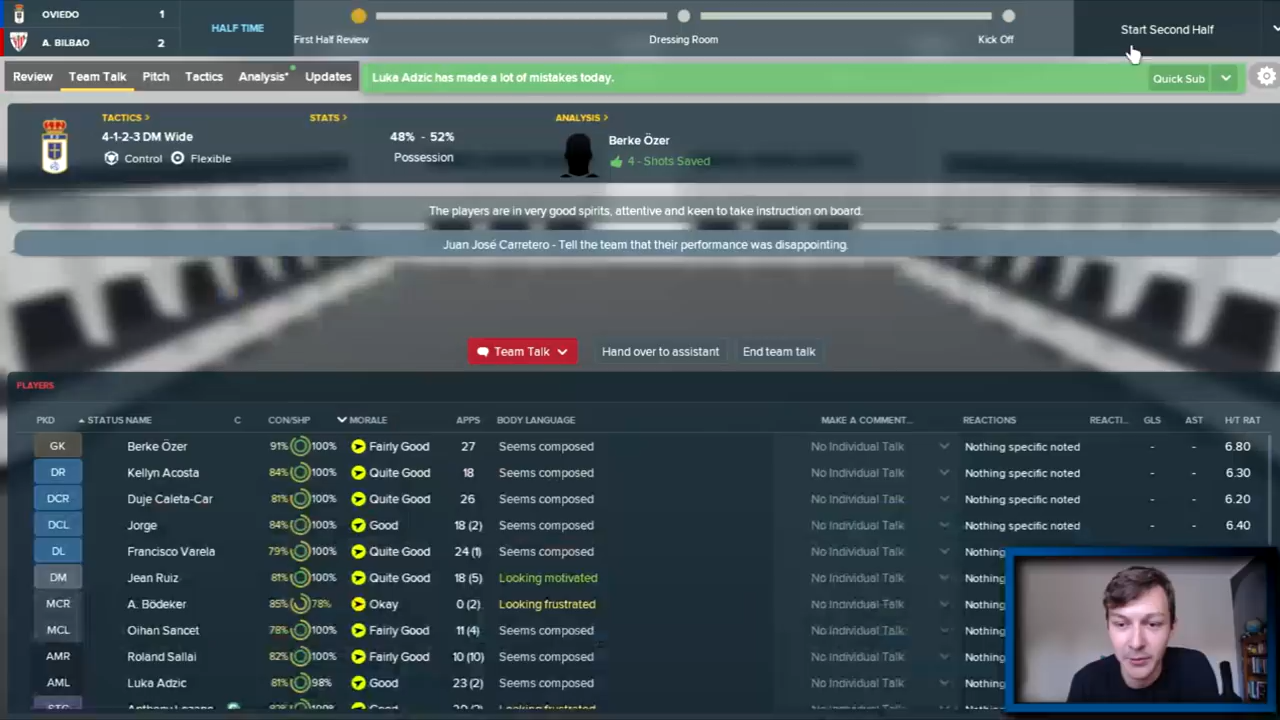 OVIEDO 1
A. BILBAO 2
HALF TIME
First Half Review
Dressing Room
Kick Off
Start Second Half
Review Team Talk Pitch Tactics Analysis* Updates
Luka Adzic has made a lot of mistakes today.
Quick Sub
TACTICS >
4-1-2-3 DM Wide
Control Flexible
STATS >
48% - 52%
Possession
ANALYSIS >
Berke Özer
4 - Shots Saved
The players are in very good spirits, attentive and keen to take instruction on board.
Juan José Carretero - Tell the team that their performance was disappointing.
Team Talk Hand over to assistant End team talk
PLAYERS
PKD STATUS NAME C CON/SHP MORALE APPS BODY LANGUAGE MAKE A COMMENT... REACTIONS REACTI... GLS AST H/T RAT
GK Berke Özer 91% 100% Fairly Good 27 Seems composed No Individual Talk Nothing specific noted - - 6.80
DR Kellyn Acosta 84% 100% Quite Good 18 Seems composed No Individual Talk Nothing specific noted - - 6.30
DCR Duje Caleta-Car 81% 100% Quite Good 26 Seems composed No Individual Talk Nothing specific noted - - 6.20
DCL Jorge 84% 100% Good 18 (2) Seems composed No Individual Talk Nothing specific noted - - 6.40
DL Francisco Varela 79% 100% Quite Good 24 (1) Seems composed No Individual Talk Nothing
DM Jean Ruiz 81% 100% Quite Good 18 (5) Looking motivated No Individual Talk Nothing
MCR A. Bödeker 85% 78% Okay 0 (2) Looking frustrated No Individual Talk Nothing
MCL Oihan Sancet 78% 100% Fairly Good 11 (4) Seems composed No Individual Talk Nothing
AMR Roland Sallai 82% 100% Fairly Good 10 (10) Seems composed No Individual Talk Nothing
AML Luka Adzic 81% 98% Good 23 (2) Seems composed No Individual Talk Nothing